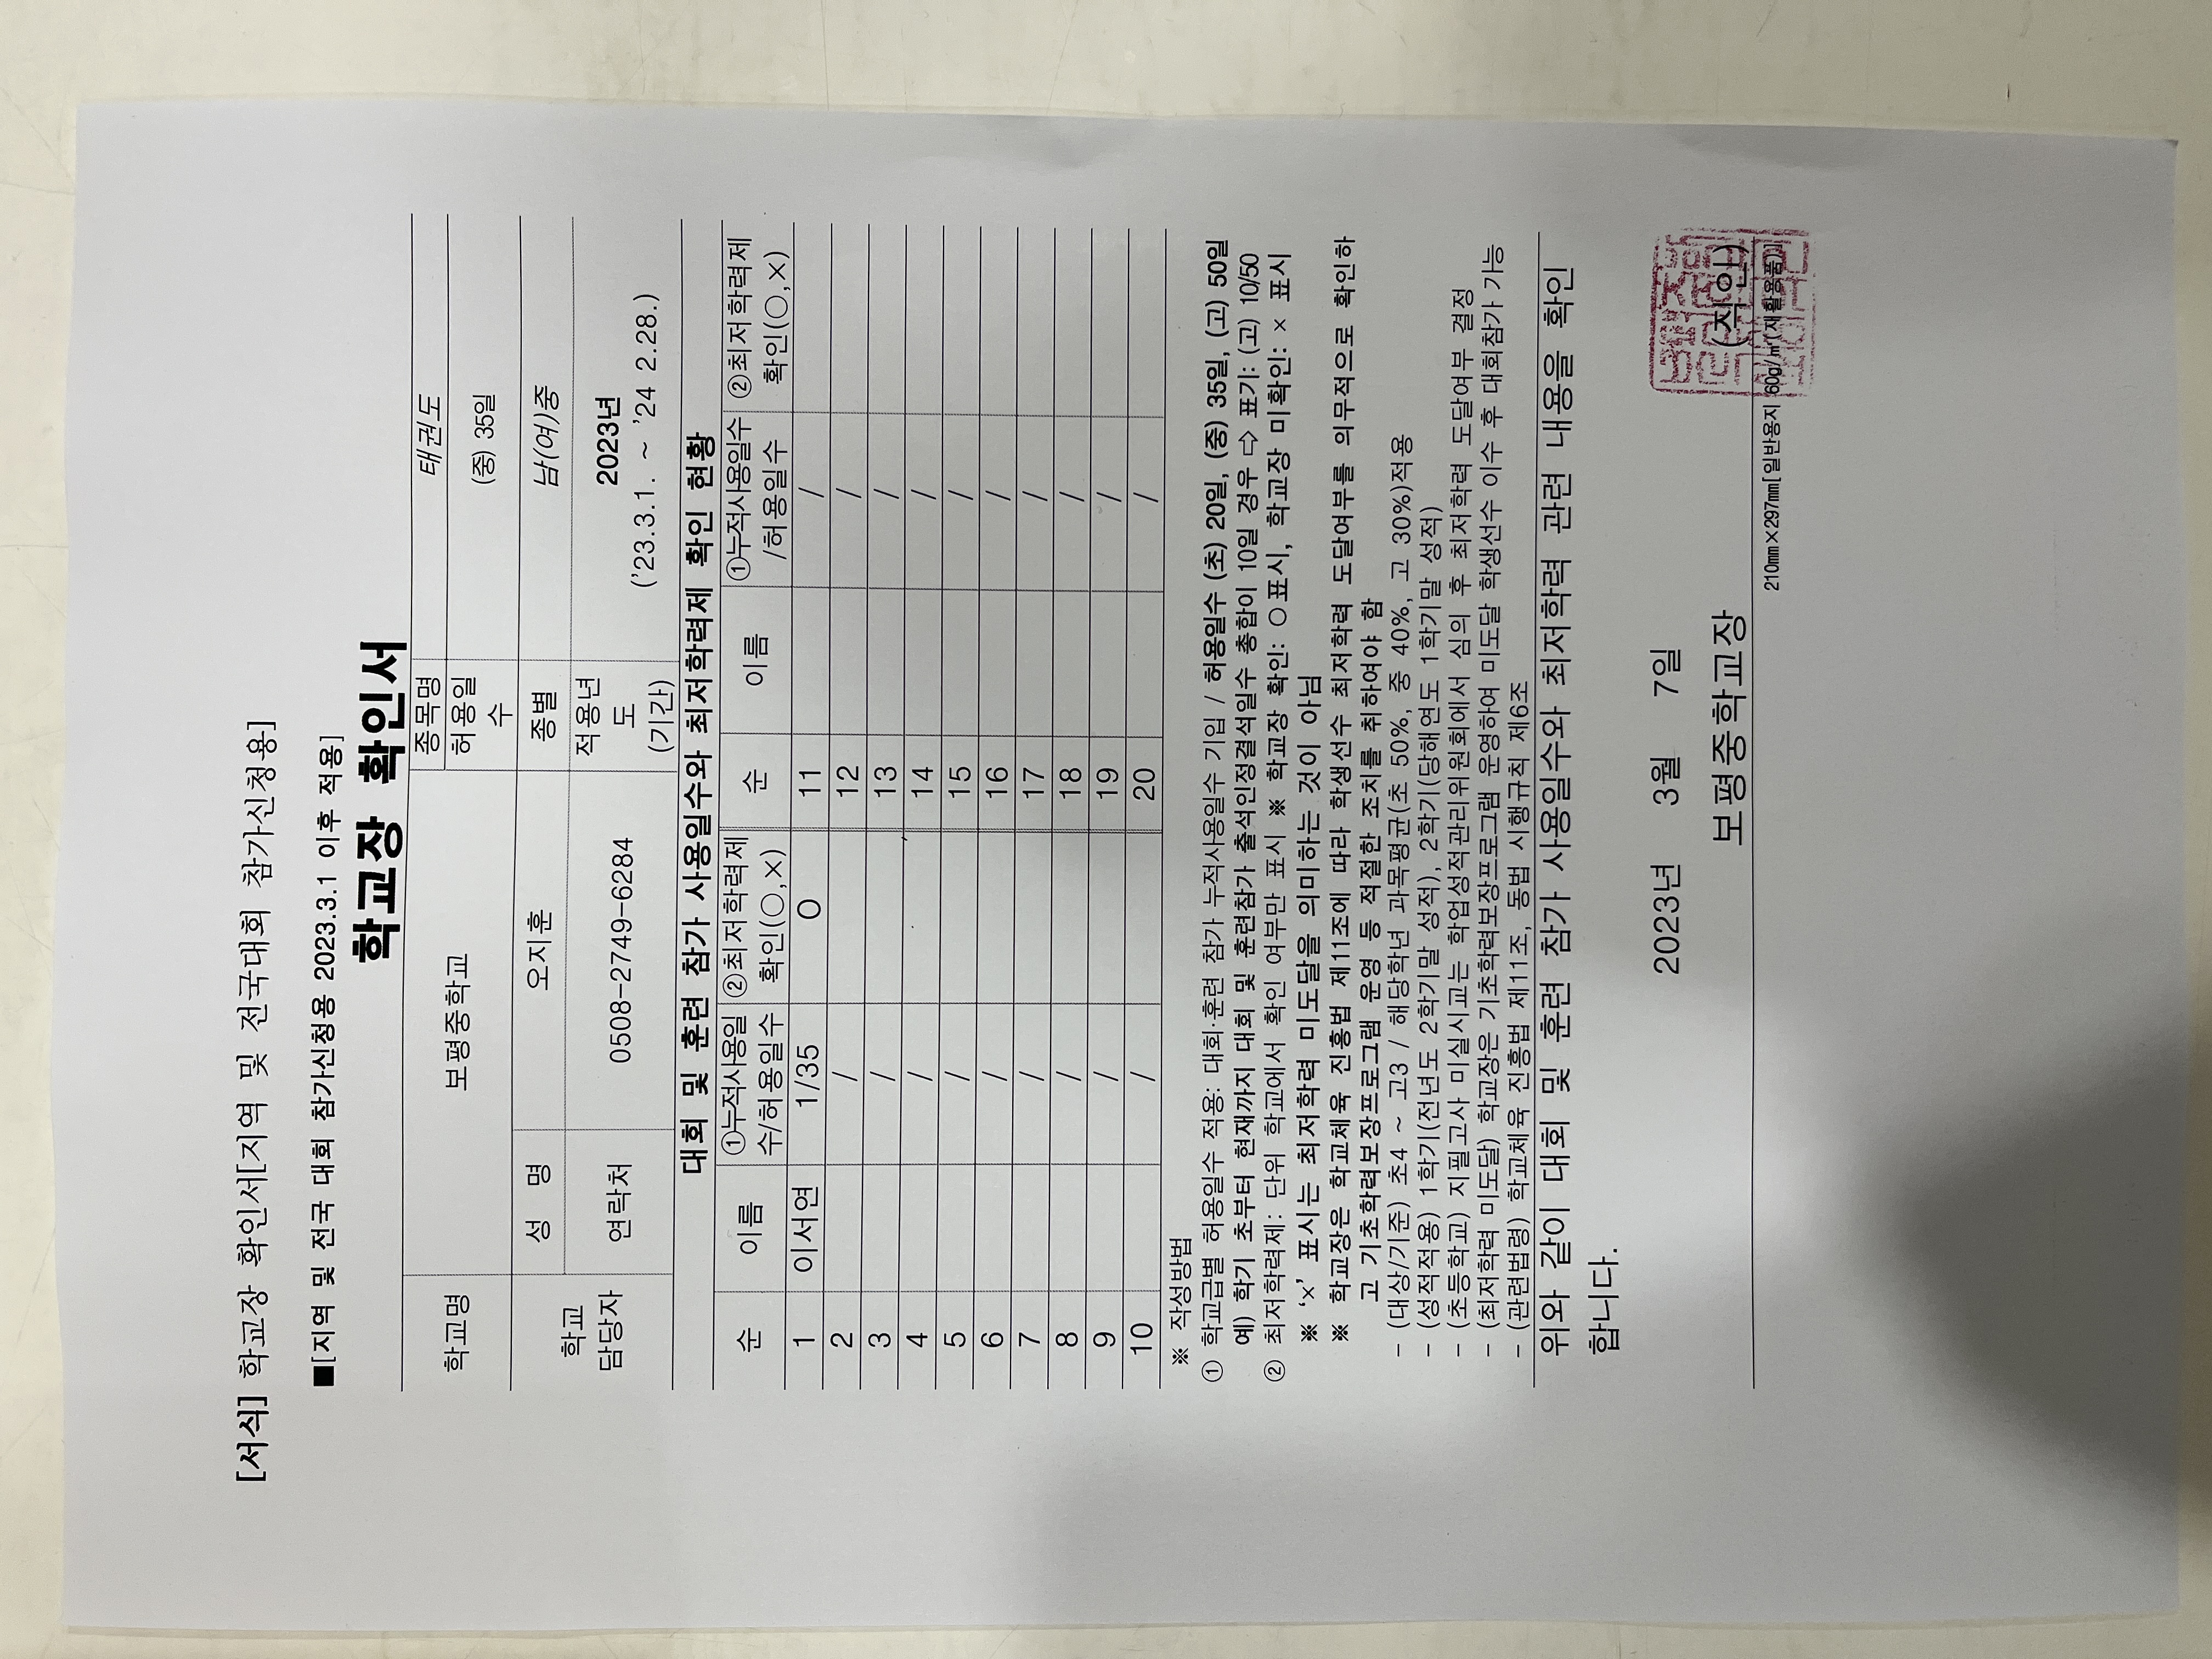 [서식] 학교장 확인서[지역 및 전국대회 참가신청용]
■[지역 및 전국 대회 참가신청용 2023.3.1 이후 적용]
학교장 확인서
학교명 보평중학교 종목명 태권도
허용일수 (중) 35일
학교 담당자 성 명 오지훈 종별 남(여)중
연락처 0508-2749-6284 적용년도 (기간) 2023년 ('23.3.1. ~ '24 2.28.)
대회 및 훈련 참가 사용일수와 최저학력제 확인 현황
순 이름 ①누적사용일수/허용일수 ②최저학력제 확인(○,×) 순 이름 ①누적사용일수/허용일수 ②최저학력제 확인(○,×)
1 이서연 1/35 O 11 /
2 / 12 /
3 / 13 /
4 / 14 /
5 / 15 /
6 / 16 /
7 / 17 /
8 / 18 /
9 / 19 /
10 / 20 /
※ 작성방법
① 학교급별 허용일수 적용: 대회·훈련 참가 누적사용일수 기입 / 허용일수 (초) 20일, (중) 35일, (고) 50일
예) 학기 초부터 현재까지 대회 및 훈련참가 출석인정결석일수 총합이 10일 경우 ⇨ 표기: (고) 10/50
② 최저학력제: 단위 학교에서 확인 여부만 표시 ※ 학교장 확인: ○표시, 학교장 미확인: × 표시
※ '×' 표시는 최저학력 미도달을 의미하는 것이 아님
※ 학교장은 학교체육 진흥법 제11조에 따라 학생선수 최저학력 도달여부를 의무적으로 확인하
고 기초학력보장프로그램 운영 등 적절한 조치를 취하여야 함
- (대상/기준) 초4 ~ 고3 / 해당학년 과목평균(초 50%, 중 40%, 고 30%)적용
- (성적적용) 1학기(전년도 2학기말 성적), 2학기(당해연도 1학기말 성적)
- (초등학교) 지필고사 미실시교는 학업성적관리위원회에서 심의 후 최저학력 도달여부 결정
- (최저학력 미도달) 학교장은 기초학력보장프로그램 운영하여 미도달 학생선수 이수 후 대회참가 가능
- (관련법령) 학교체육 진흥법 제11조, 동법 시행규칙 제6조
위와 같이 대회 및 훈련 참가 사용일수와 최저학력 관련 내용을 확인
합니다.
2023년 3월 7일
보평중학교장 (직인)
210mm×297mm[일반용지 60g/㎡(재활용품)]